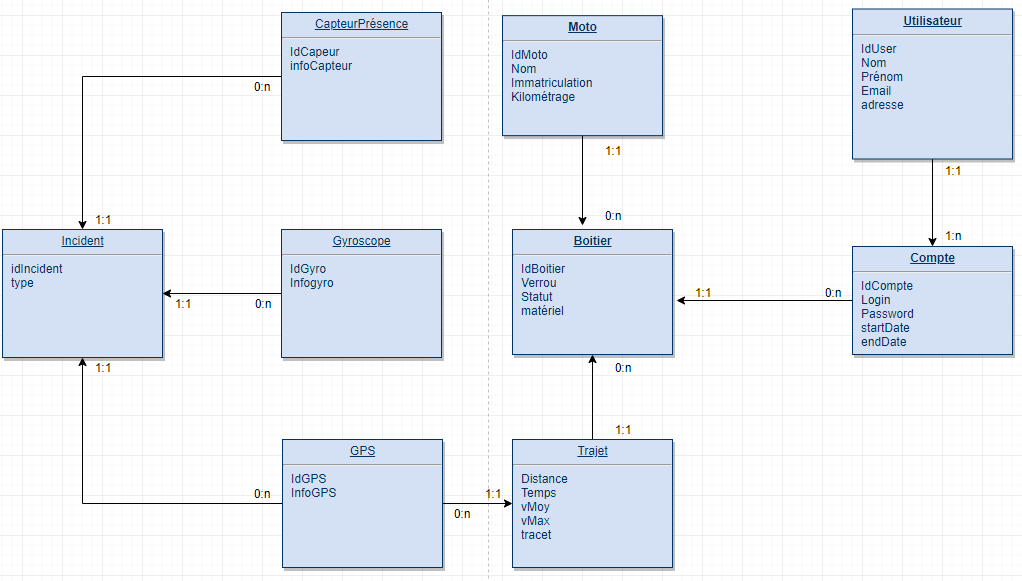 CapteurPrésence
IdCapeur
infoCapteur
0:n
Moto
IdMoto
Nom
Immatriculation
Kilométrage
1:1
Utilisateur
IdUser
Nom
Prénom
Email
adresse
1:1
1:1
0:n
1:n
Incident
idIncident
type
Gyroscope
IdGyro
Infogyro
1:1
0:n
Boitier
IdBoitier
Verrou
Statut
matériel
1:1
0:n
Compte
IdCompte
Login
Password
startDate
endDate
1:1
0:n
1:1
GPS
IdGPS
InfoGPS
0:n
0:n
1:1
Trajet
Distance
Temps
vMoy
vMax
tracet